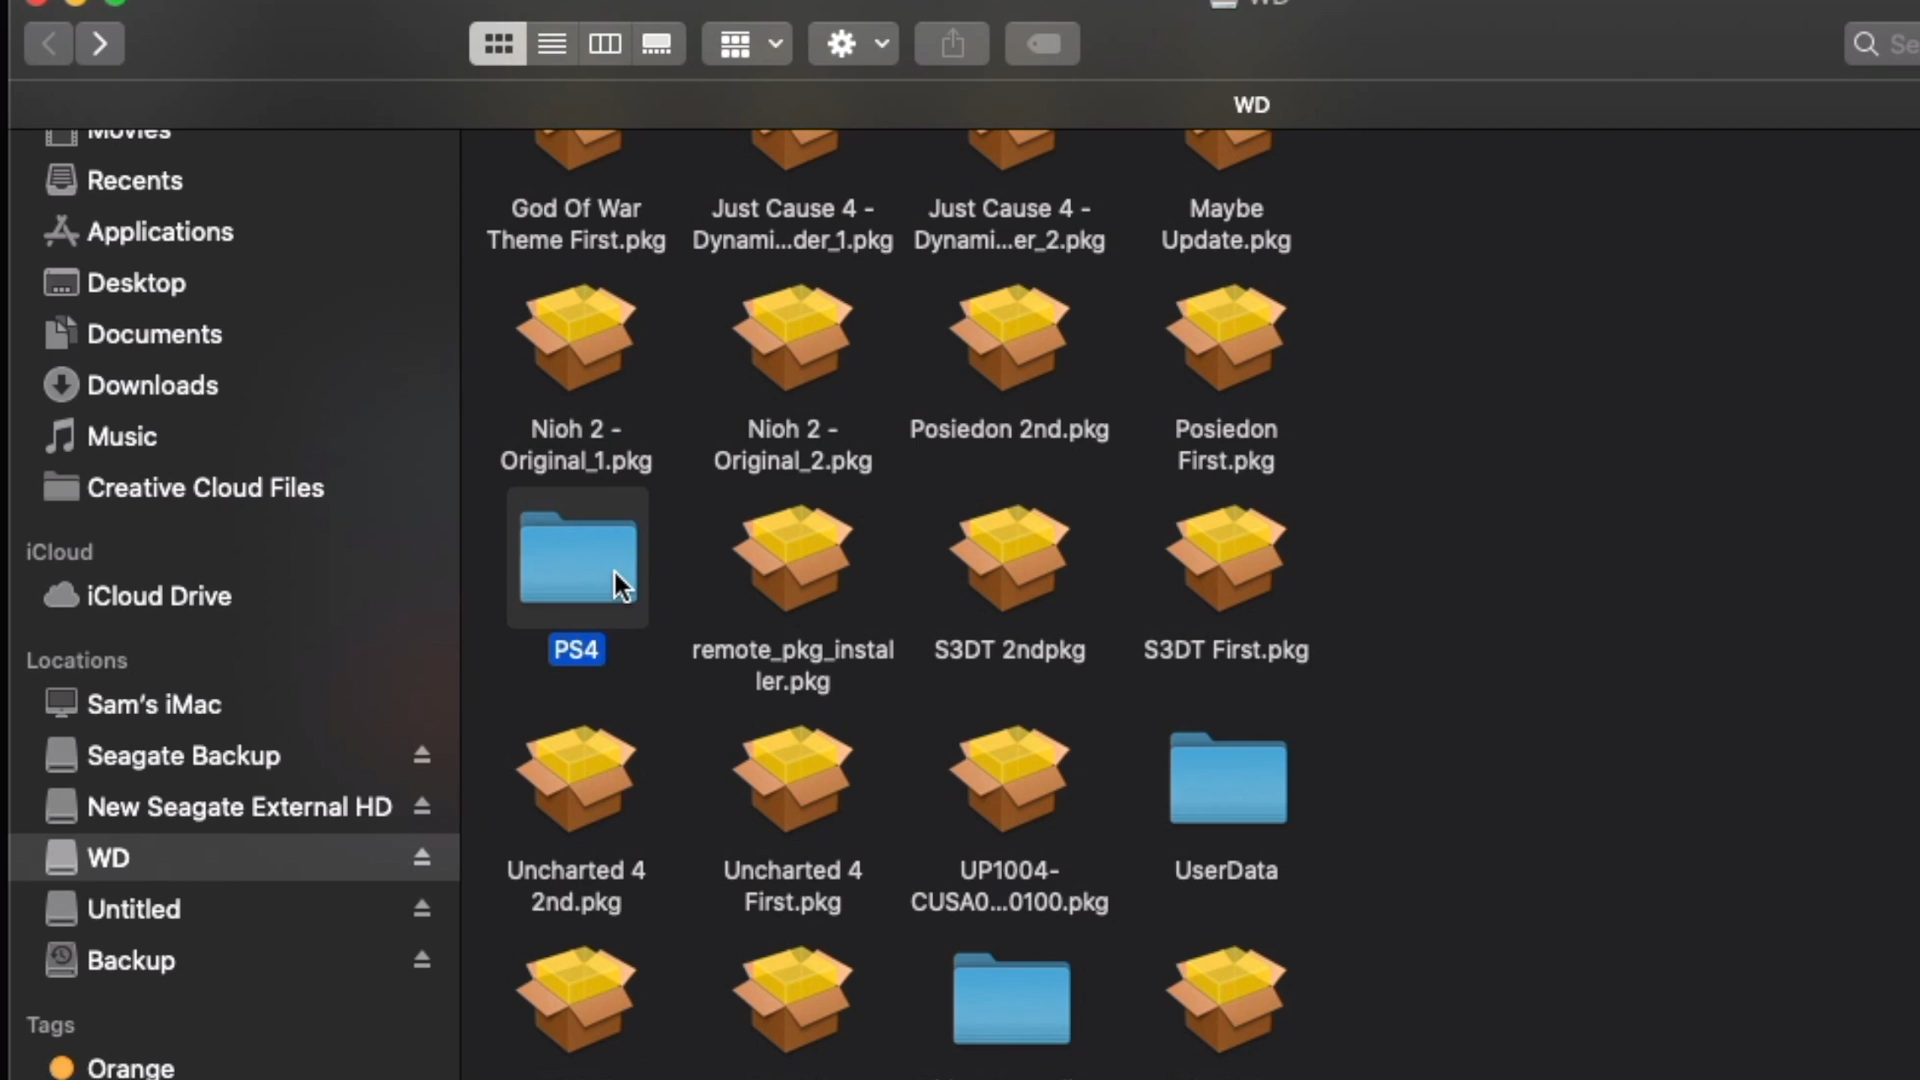 WD
Se
WD
Movies
Recents
Applications
Desktop
Documents
Downloads
Music
Creative Cloud Files
iCloud
iCloud Drive
Locations
Sam's iMac
Seagate Backup
New Seagate External HD
WD
Untitled
Backup
Tags
Orange
God Of War
Theme First.pkg
Just Cause 4 -
Dynami...der_1.pkg
Just Cause 4 -
Dynami...er_2.pkg
Maybe
Update.pkg
Nioh 2 -
Original_1.pkg
Nioh 2 -
Original_2.pkg
Posiedon 2nd.pkg
Posiedon
First.pkg
PS4
remote_pkg_instal
ler.pkg
S3DT 2ndpkg
S3DT First.pkg
Uncharted 4
2nd.pkg
Uncharted 4
First.pkg
UP1004-
CUSA0...0100.pkg
UserData